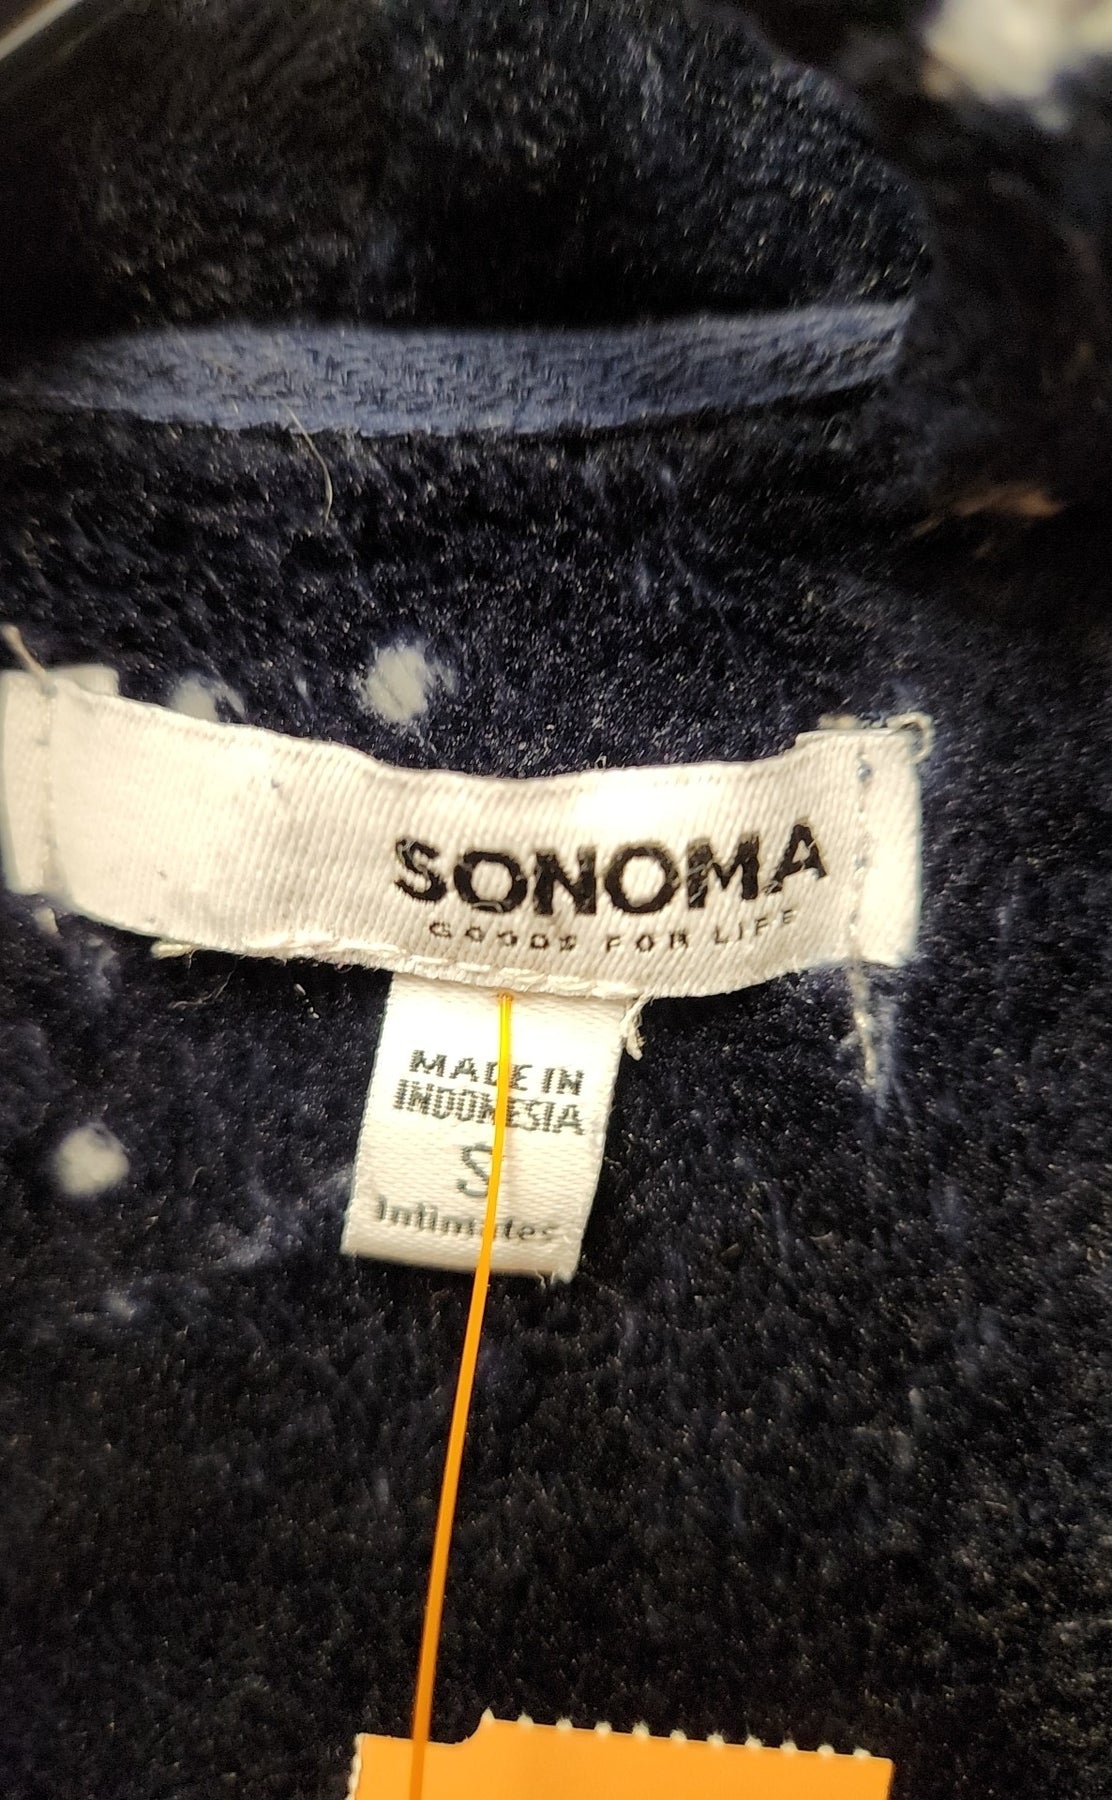 SONOMA
GOODS FOR LIFE
MADE IN
INDONESIA
S
Intimates